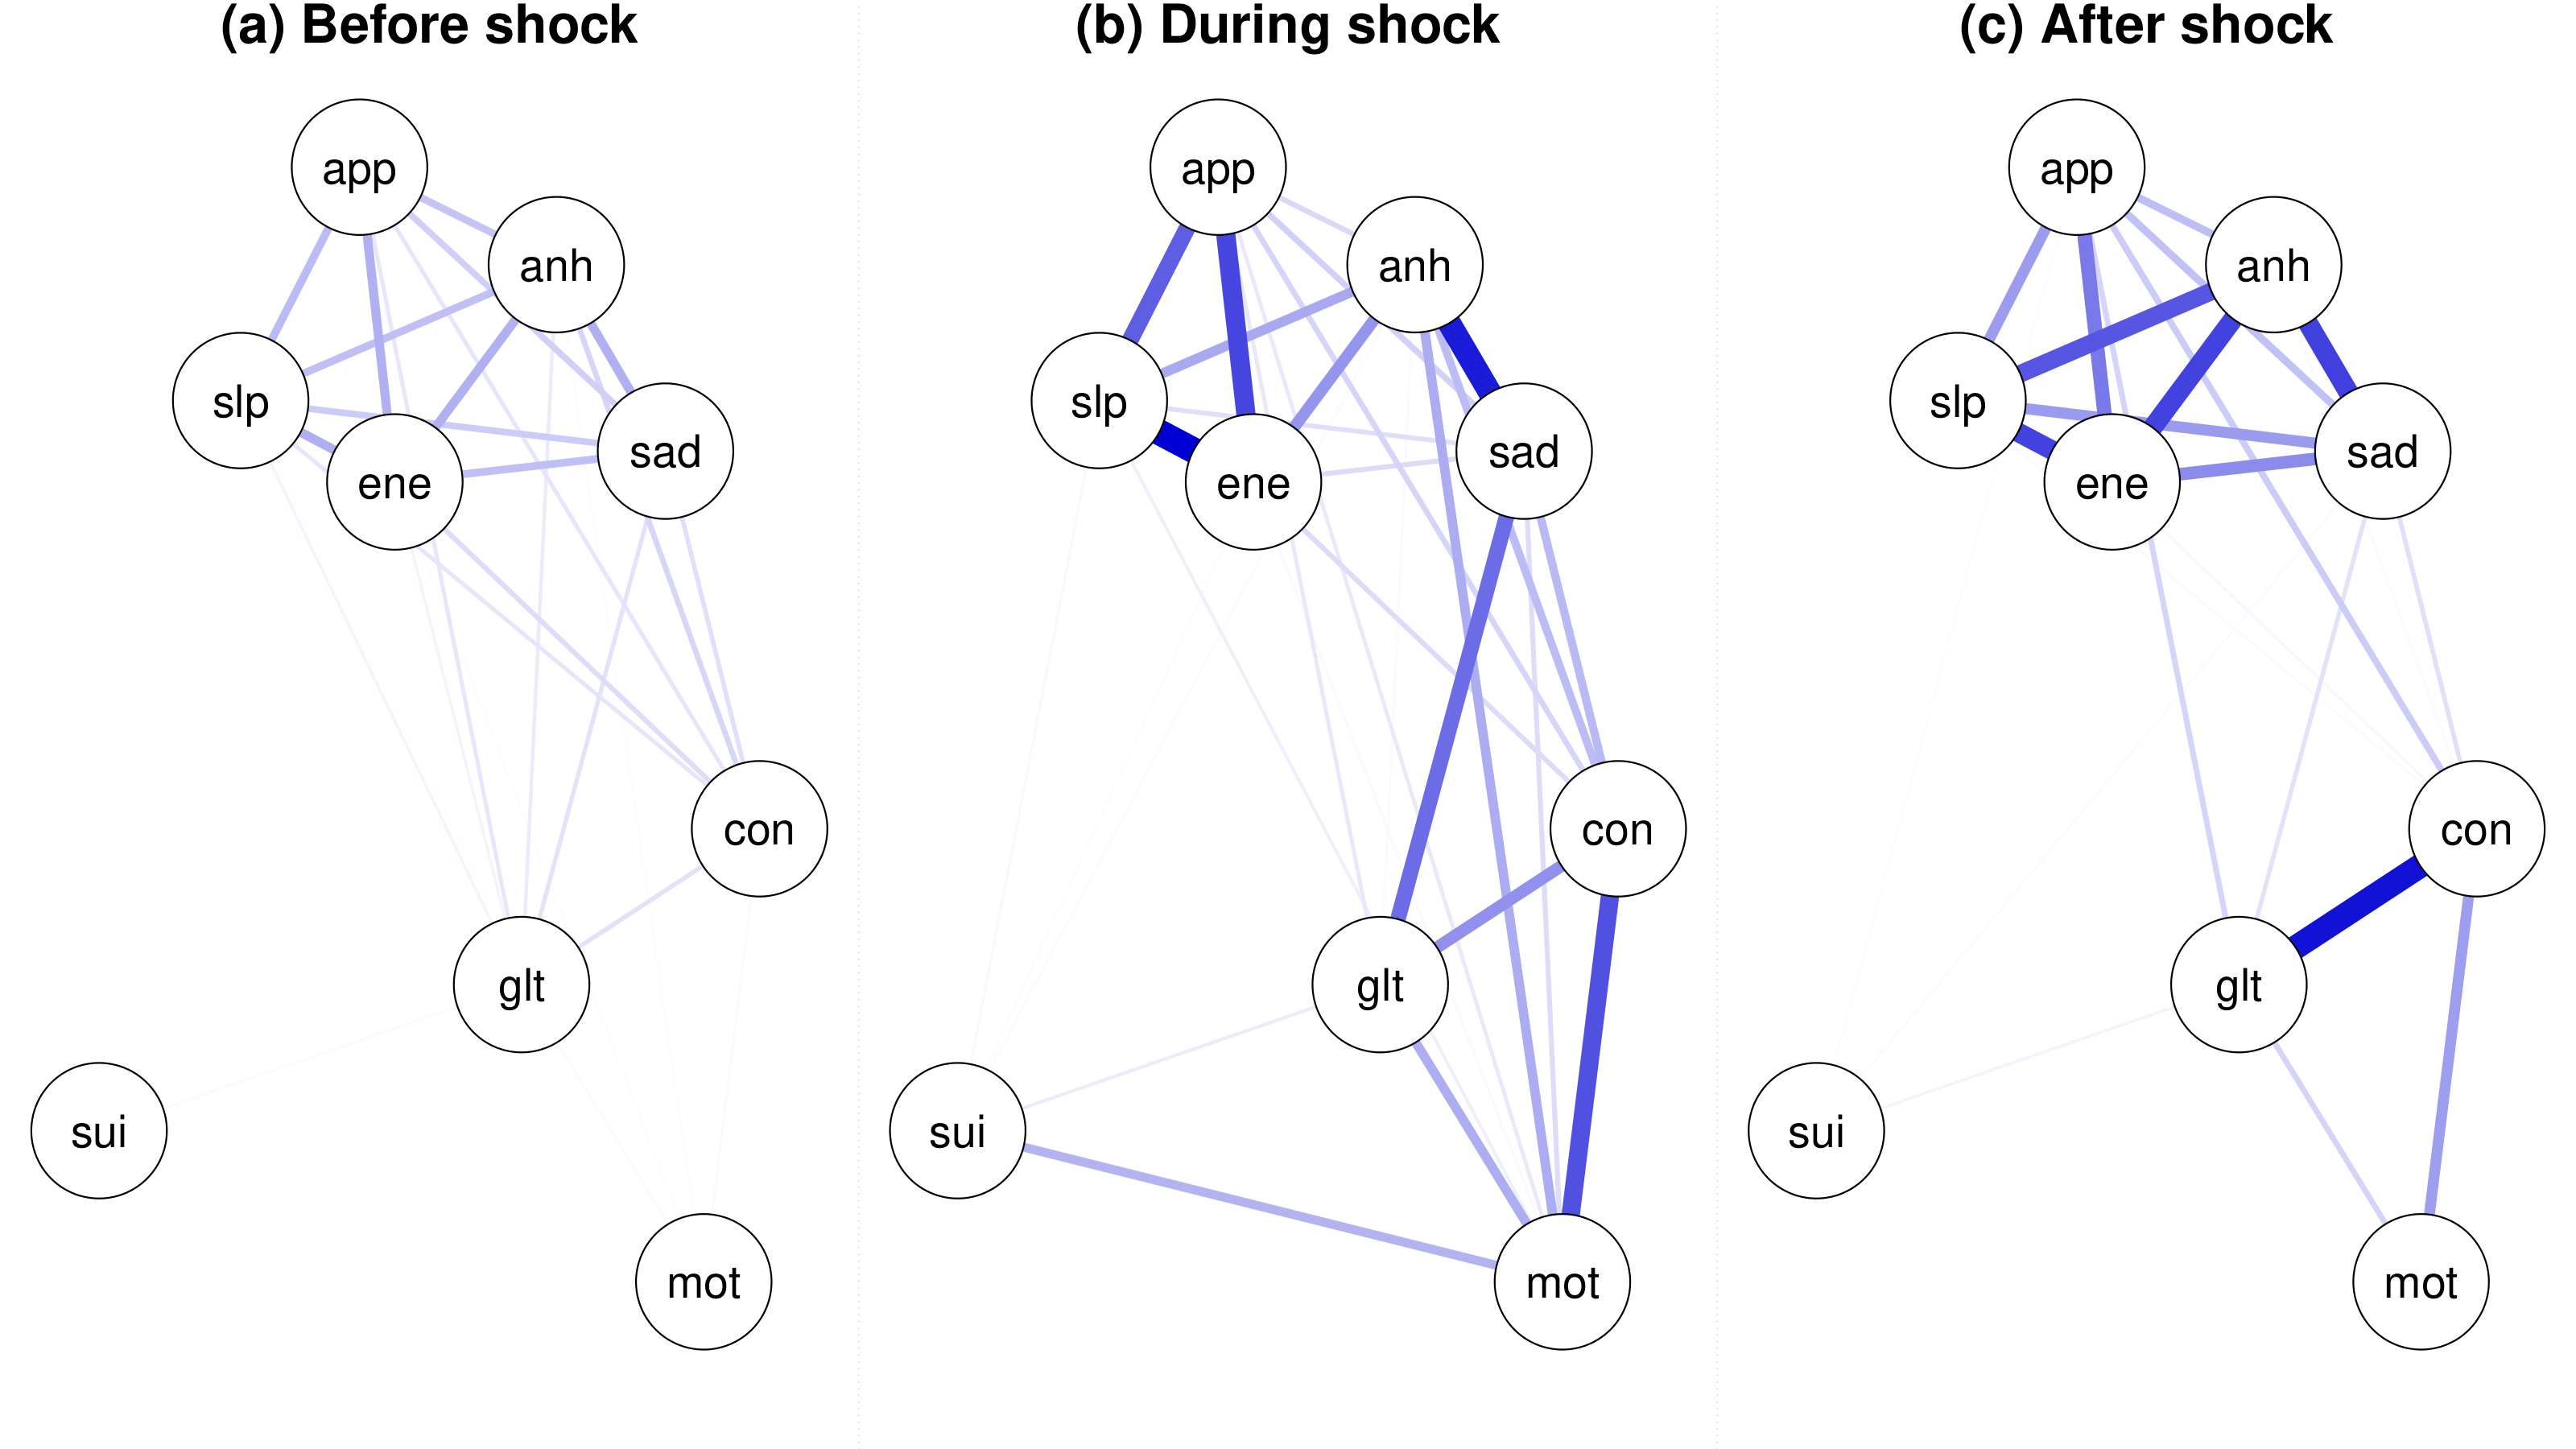 (a) Before shock
app
anh
slp
sad
ene
con
glt
sui
mot
(b) During shock
app
anh
slp
sad
ene
con
glt
sui
mot
(c) After shock
app
anh
slp
sad
ene
con
glt
sui
mot